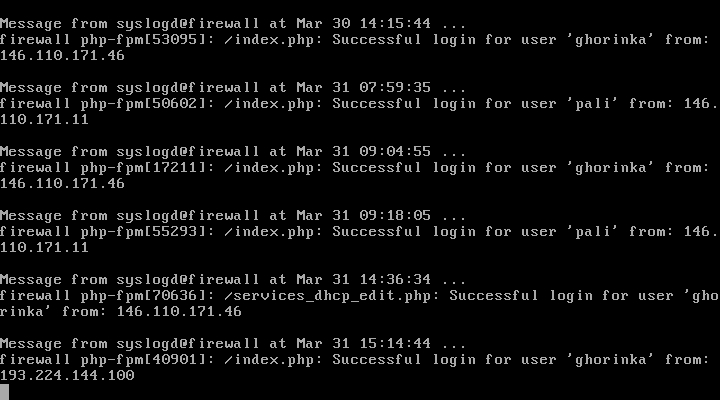 Message from syslogd@firewall at Mar 30 14:15:44 ...
firewall php-fpm[53095]: /index.php: Successful login for user 'ghorinka' from:
146.110.171.46
Message from syslogd@firewall at Mar 31 07:59:35 ...
firewall php-fpm[50602]: /index.php: Successful login for user 'pali' from: 146.
110.171.11
Message from syslogd@firewall at Mar 31 09:04:55 ...
firewall php-fpm[17211]: /index.php: Successful login for user 'ghorinka' from:
146.110.171.46
Message from syslogd@firewall at Mar 31 09:18:05 ...
firewall php-fpm[55293]: /index.php: Successful login for user 'pali' from: 146.
110.171.11
Message from syslogd@firewall at Mar 31 14:36:34 ...
firewall php-fpm[70636]: /services_dhcp_edit.php: Successful login for user 'gho
rinka' from: 146.110.171.46
Message from syslogd@firewall at Mar 31 15:14:44 ...
firewall php-fpm[40901]: /index.php: Successful login for user 'ghorinka' from:
193.224.144.100